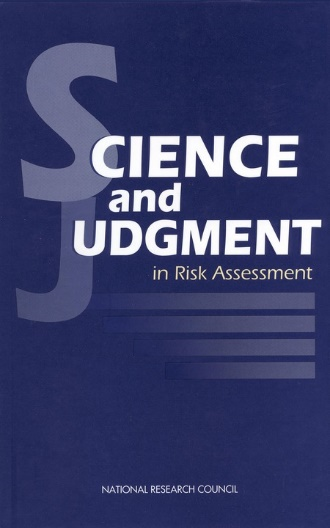 SCIENCE
and
JUDGMENT
in Risk Assessment
NATIONAL RESEARCH COUNCIL